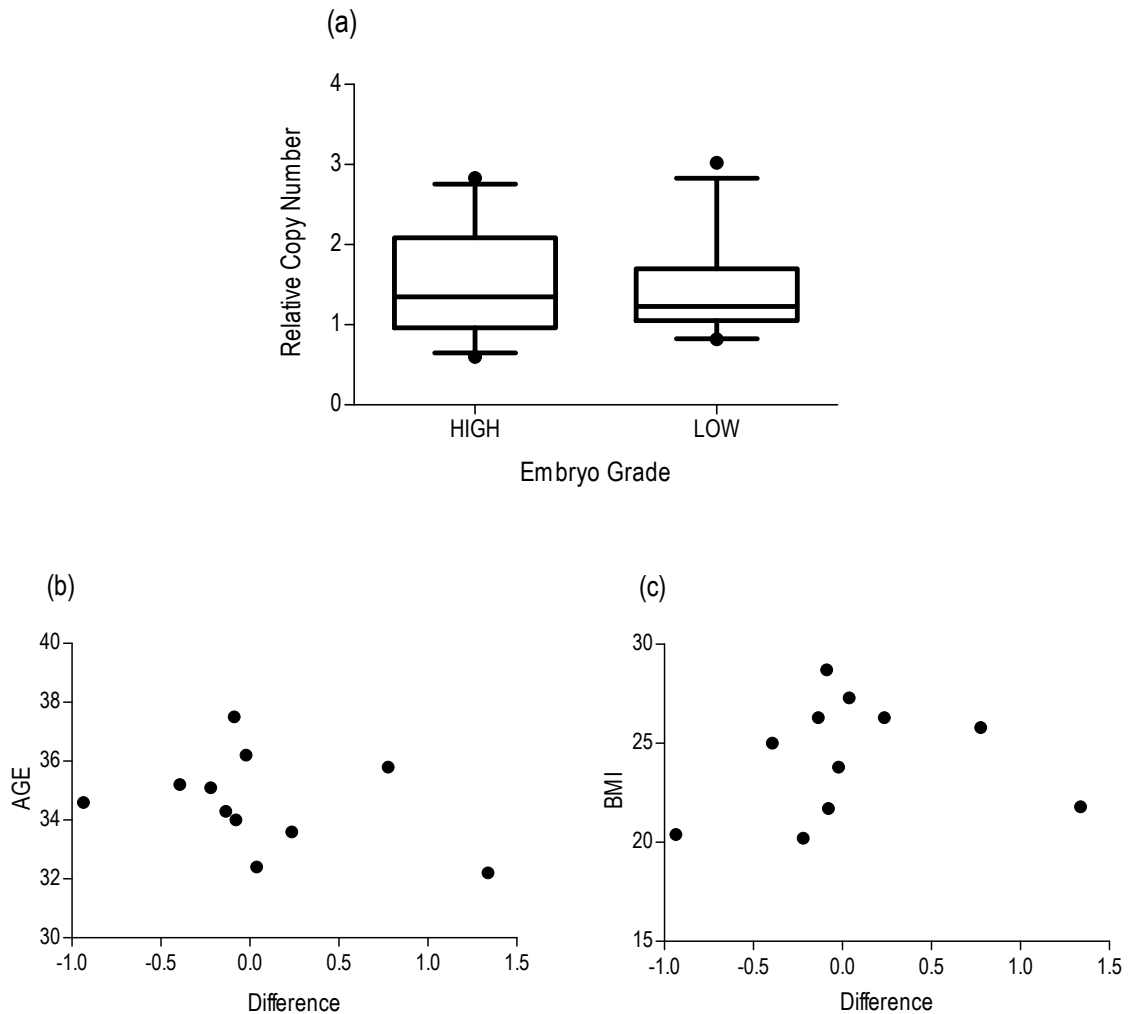 (a)
4
3
2
1
0
Relative Copy Number
HIGH LOW
Embryo Grade
(b)
40
38
36
34
32
30
AGE
-1.0 -0.5 0.0 0.5 1.0 1.5
Difference
(c)
30
25
20
15
BMI
-1.0 -0.5 0.0 0.5 1.0 1.5
Difference